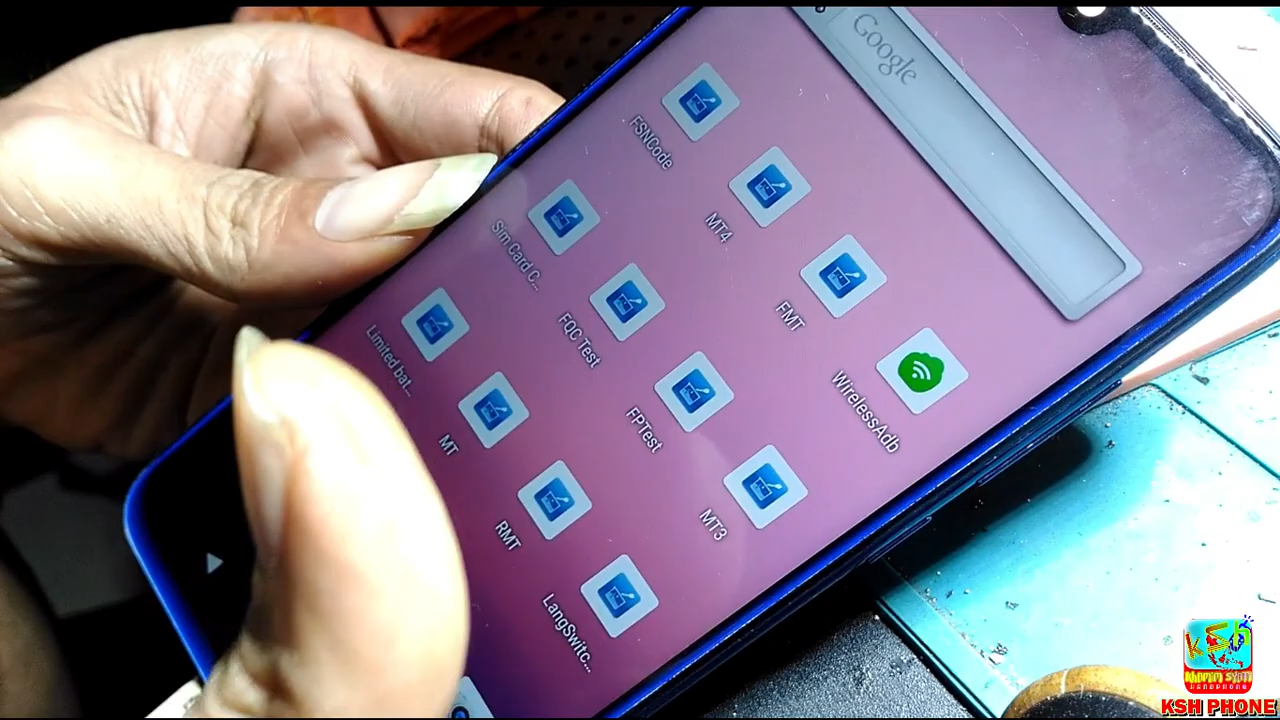 Google
FSNCode
MT4
FMT
WirelessAdb
Sim Card C...
FQC Test
FPTest
MT3
Limited bat...
MT
RMT
LangSwitc...
KSH PHONE